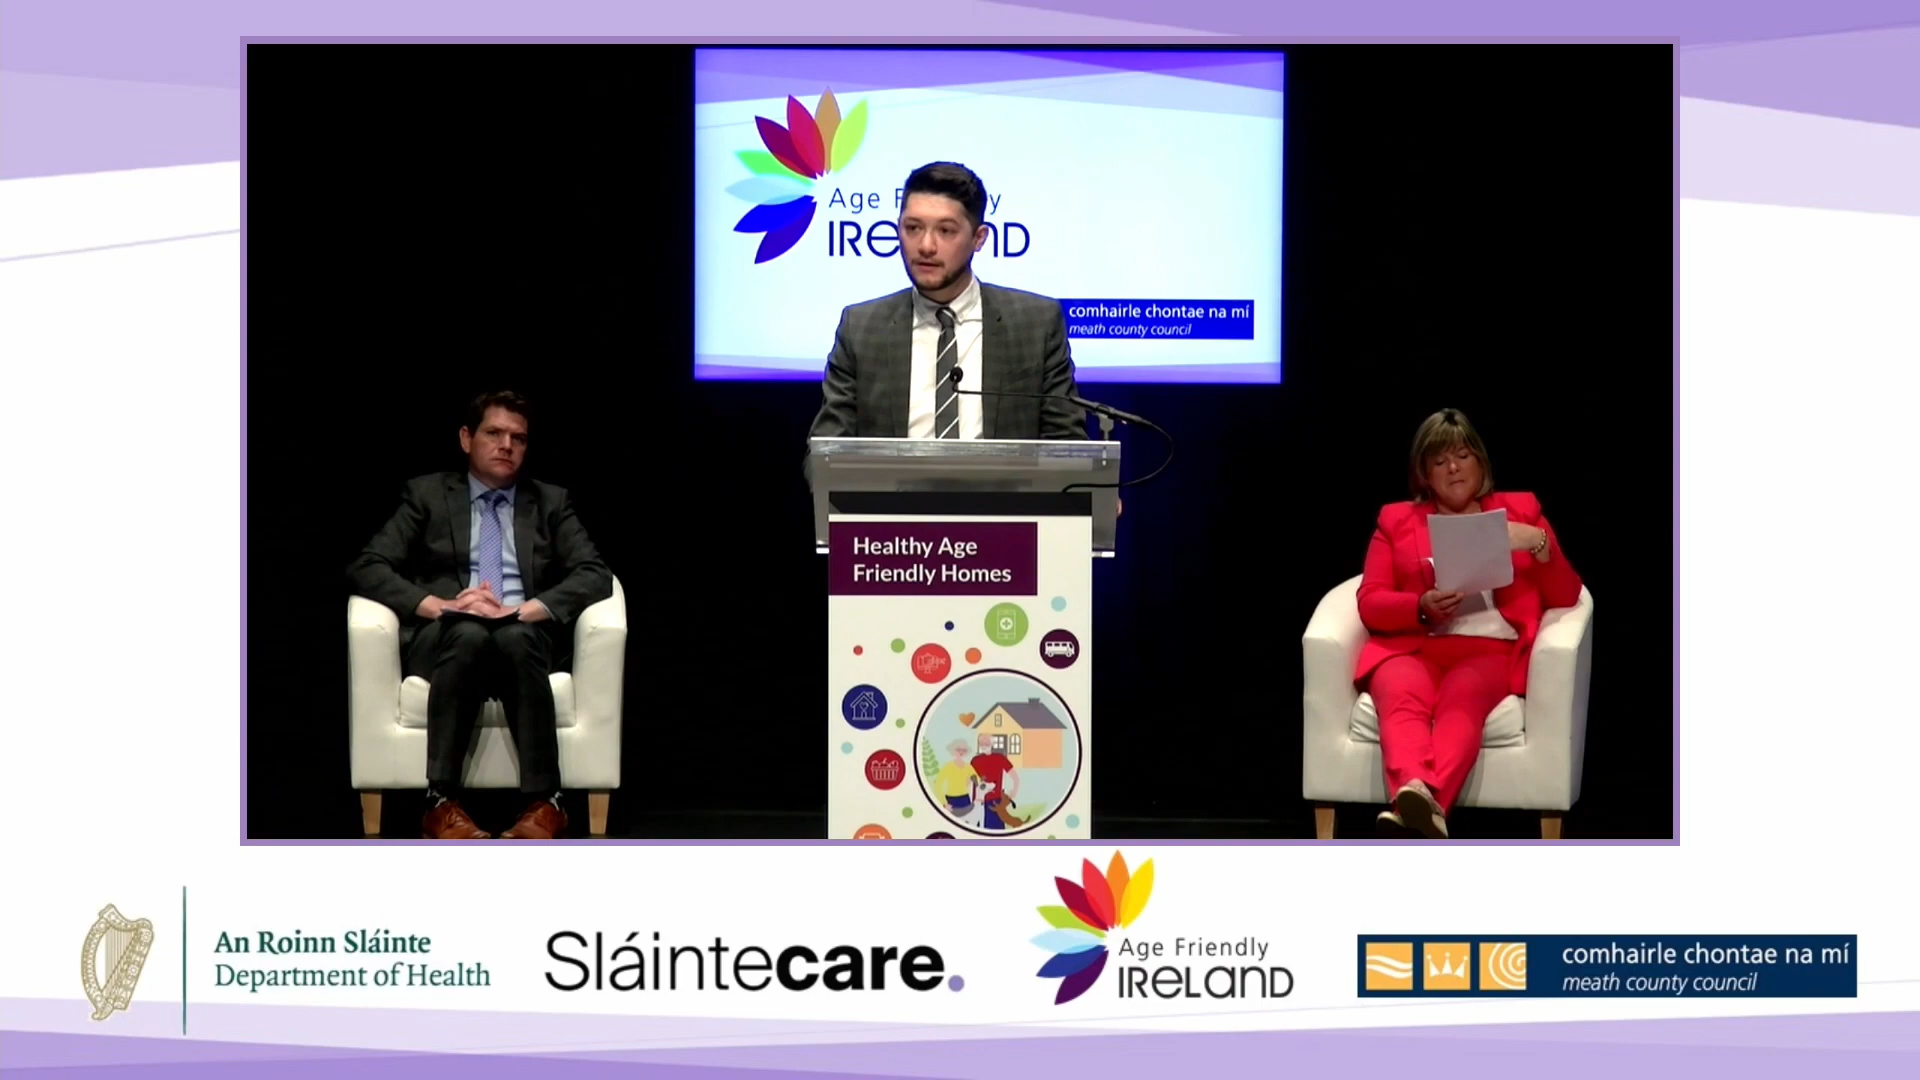 Age F y
IRE ND
comhairle chontae na mí
meath county council
Healthy Age
Friendly Homes
An Roinn Sláinte
Department of Health
Sláintecare.
Age Friendly
IRELAND
comhairle chontae na mí
meath county council